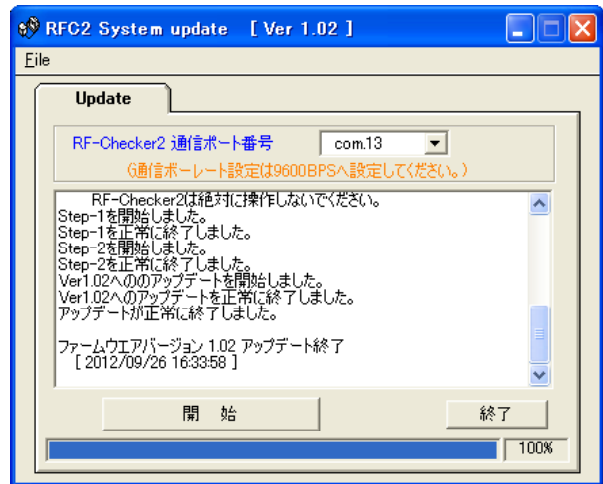 RFC2 System update [ Ver 1.02 ]
File
Update
RF-Checker2 通信ポート番号 com.13
(通信ボーレート設定は9600BPSへ設定してください。)
RF-Checker2は絶対に操作しないでください。
Step-1を開始しました。
Step-1を正常に終了しました。
Step-2を開始しました。
Step-2を正常に終了しました。
Ver1.02へののアップデートを開始しました。
Ver1.02へのアップデートを正常に終了しました。
アップデートが正常に終了しました。
ファームウエアバージョン 1.02 アップデート終了
[ 2012/09/26 16:33:58 ]
開 始 終了
100%